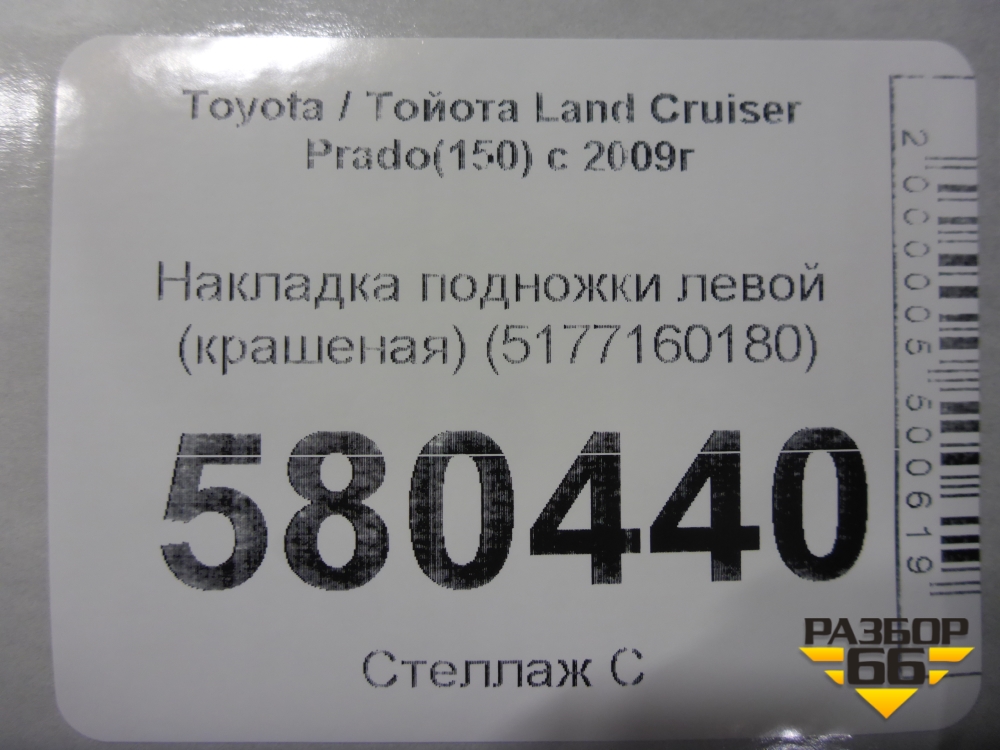 Toyota / Тойота Land Cruiser
Prado(150) с 2009г
Накладка подножки левой
(крашеная) (5177160180)
580440
Стеллаж С
2000005500619
РАЗБОР
66